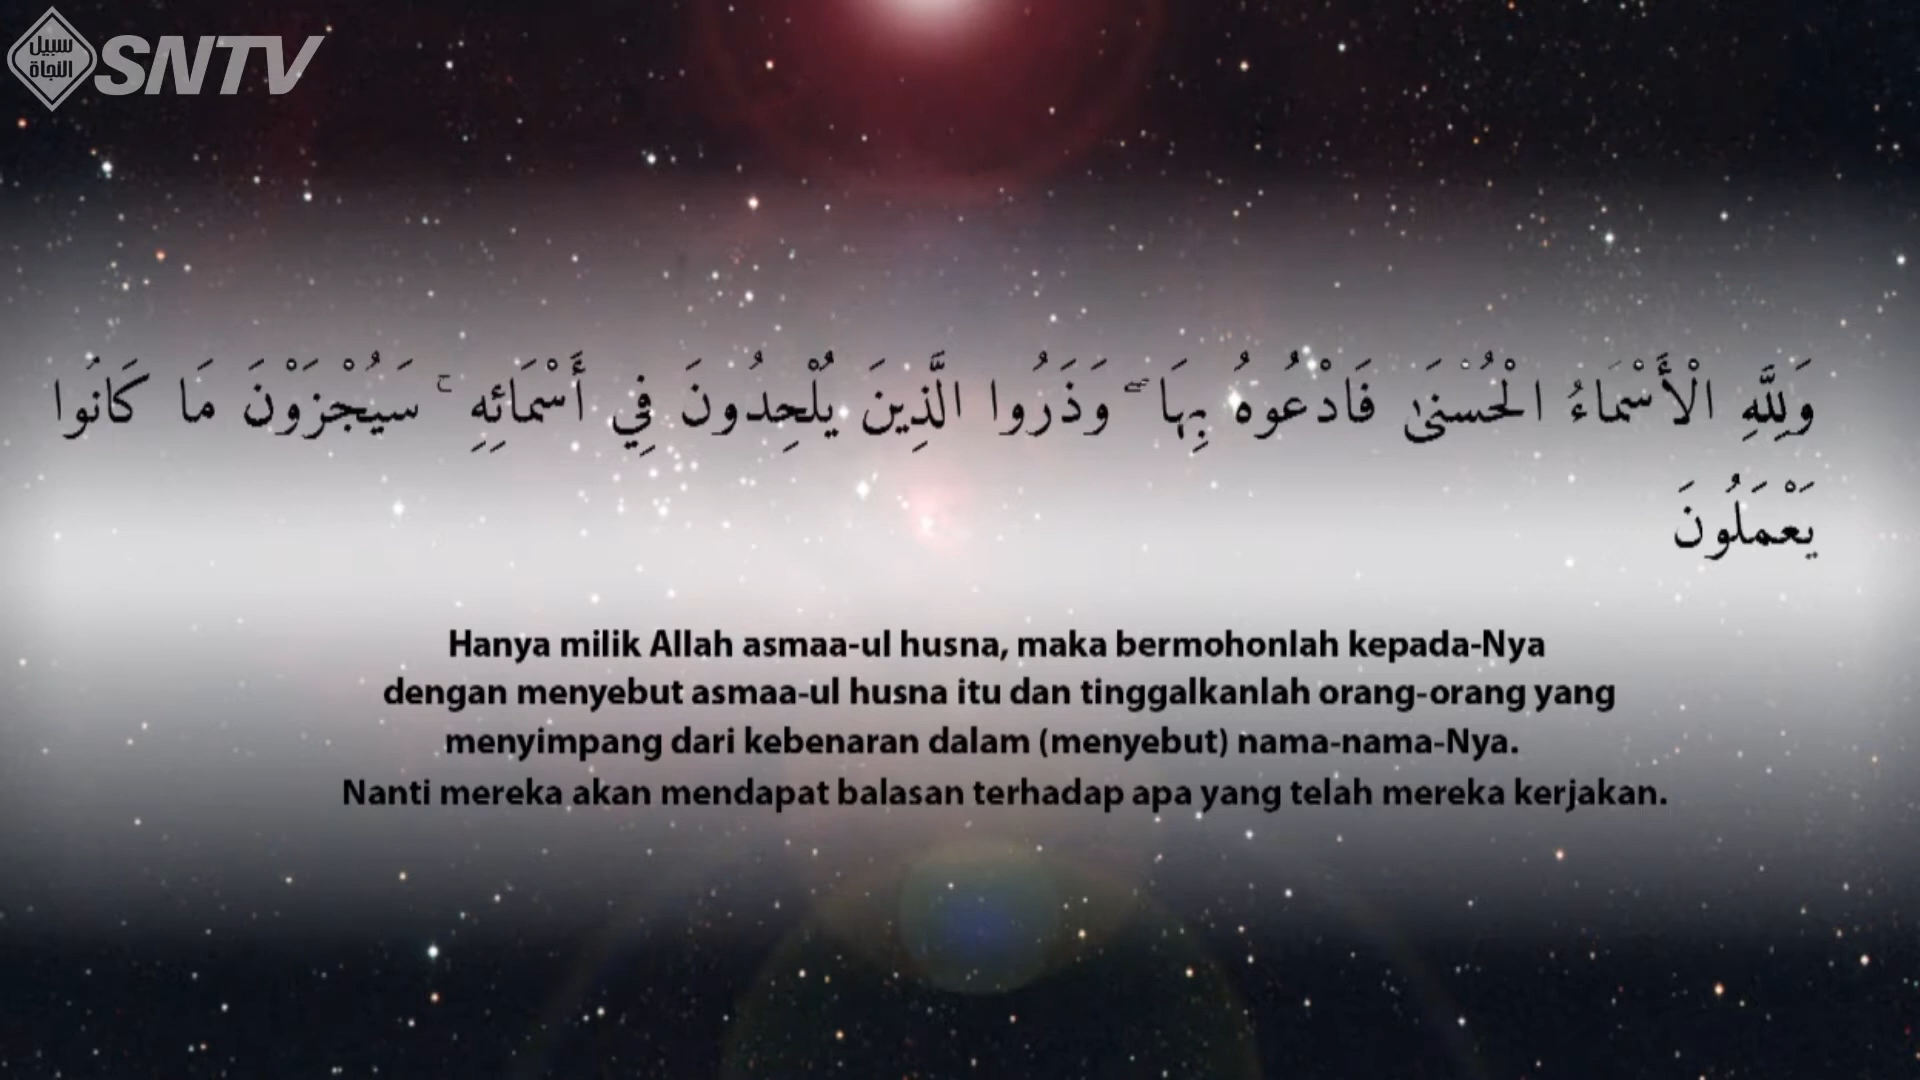 سبيل
النجاة
SNTV
وَلِلَّهِ الْأَسْمَاءُ الْحُسْنَىٰ فَادْعُوهُ بِهَا ۖ وَذَرُوا الَّذِينَ يُلْحِدُونَ فِي أَسْمَائِهِ ۚ سَيُجْزَوْنَ مَا كَانُوا
يَعْمَلُونَ
Hanya milik Allah asmaa-ul husna, maka bermohonlah kepada-Nya
dengan menyebut asmaa-ul husna itu dan tinggalkanlah orang-orang yang
menyimpang dari kebenaran dalam (menyebut) nama-nama-Nya.
Nanti mereka akan mendapat balasan terhadap apa yang telah mereka kerjakan.